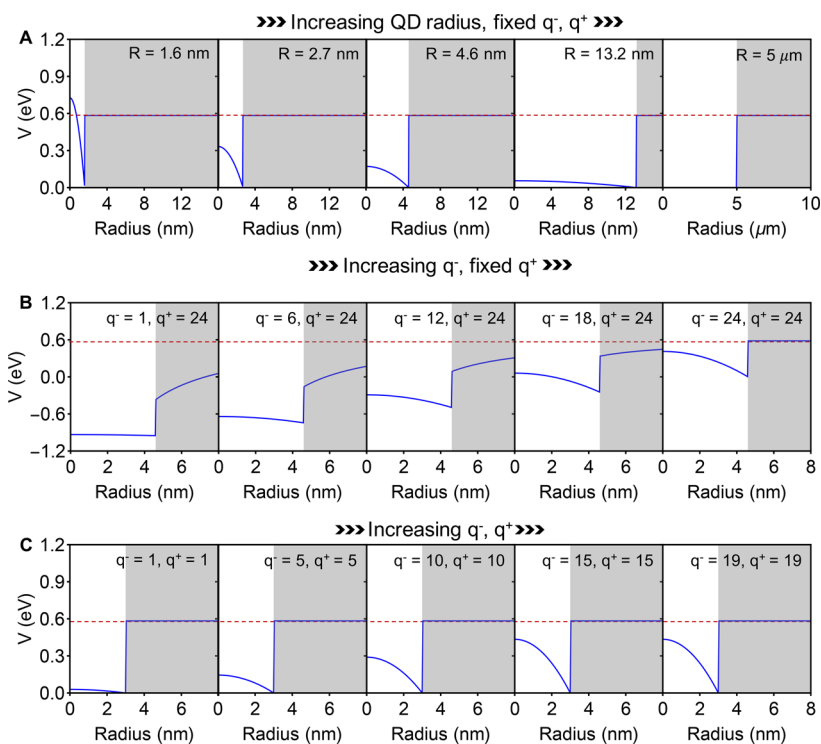 >>> Increasing QD radius, fixed q⁻, q⁺ >>>
A
R = 1.6 nm R = 2.7 nm R = 4.6 nm R = 13.2 nm R = 5 μm
V (eV)
1.2
0.9
0.6
0.3
0.0
0 4 8 12 0 4 8 12 0 4 8 12 0 4 8 12 0 5 10
Radius (nm) Radius (nm) Radius (nm) Radius (nm) Radius (μm)
>>> Increasing q⁻, fixed q⁺ >>>
B
q⁻ = 1, q⁺ = 24 q⁻ = 6, q⁺ = 24 q⁻ = 12, q⁺ = 24 q⁻ = 18, q⁺ = 24 q⁻ = 24, q⁺ = 24
V (eV)
1.2
0.6
0.0
−0.6
−1.2
0 2 4 6 0 2 4 6 0 2 4 6 0 2 4 6 0 2 4 6 8
Radius (nm) Radius (nm) Radius (nm) Radius (nm) Radius (nm)
>>> Increasing q⁻, q⁺ >>>
C
q⁻ = 1, q⁺ = 1 q⁻ = 5, q⁺ = 5 q⁻ = 10, q⁺ = 10 q⁻ = 15, q⁺ = 15 q⁻ = 19, q⁺ = 19
V (eV)
1.2
0.9
0.6
0.3
0.0
0 2 4 6 0 2 4 6 0 2 4 6 0 2 4 6 0 2 4 6 8
Radius (nm) Radius (nm) Radius (nm) Radius (nm) Radius (nm)